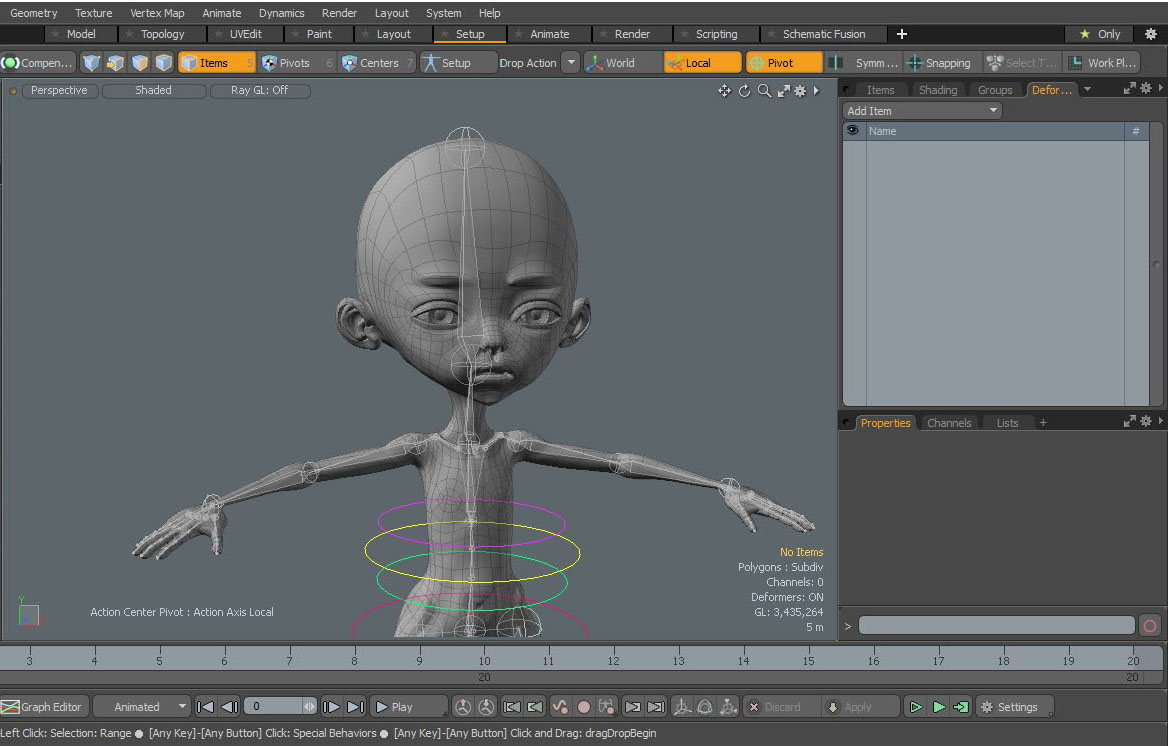 Geometry Texture Vertex Map Animate Dynamics Render Layout System Help
Model Topology UVEdit Paint Layout Setup Animate Render Scripting Schematic Fusion + Only
Compen... Items 5 Pivots 6 Centers 7 Setup Drop Action World Local Pivot Symm ... Snapping Select T... Work Pl...
Perspective Shaded Ray GL: Off
Items Shading Groups Defor...
Add Item
Name #
Properties Channels Lists +
No Items
Polygons : Subdiv
Channels: 0
Deformers: ON
GL: 3,435,264
5 m
Y
Action Center Pivot : Action Axis Local
>
3 4 5 6 7 8 9 10 11 12 13 14 15 16 17 18 19 20
20 20
Graph Editor Animated 0 Play Discard Apply Settings
Left Click: Selection: Range ● [Any Key]-[Any Button] Click: Special Behaviors ● [Any Key]-[Any Button] Click and Drag: dragDropBegin